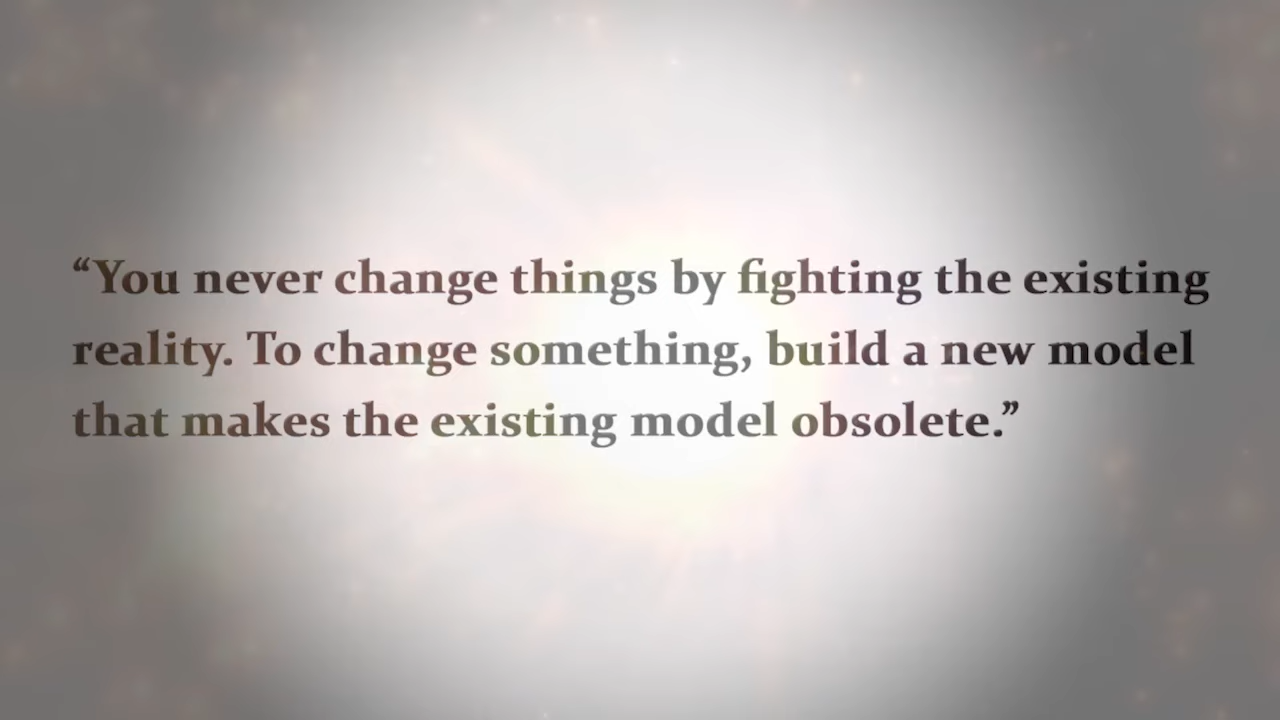 “You never change things by fighting the existing
reality. To change something, build a new model
that makes the existing model obsolete.”